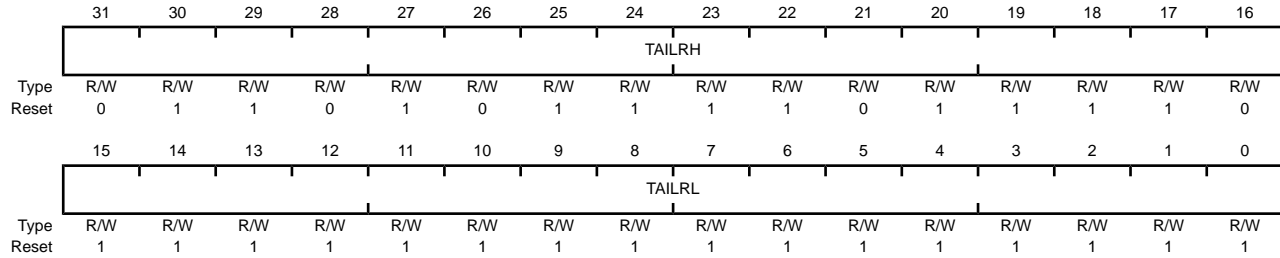 31 30 29 28 27 26 25 24 23 22 21 20 19 18 17 16
TAILRH
Type R/W R/W R/W R/W R/W R/W R/W R/W R/W R/W R/W R/W R/W R/W R/W R/W
Reset 0 1 1 0 1 0 1 1 1 1 0 1 1 1 1 0
15 14 13 12 11 10 9 8 7 6 5 4 3 2 1 0
TAILRL
Type R/W R/W R/W R/W R/W R/W R/W R/W R/W R/W R/W R/W R/W R/W R/W R/W
Reset 1 1 1 1 1 1 1 1 1 1 1 1 1 1 1 1